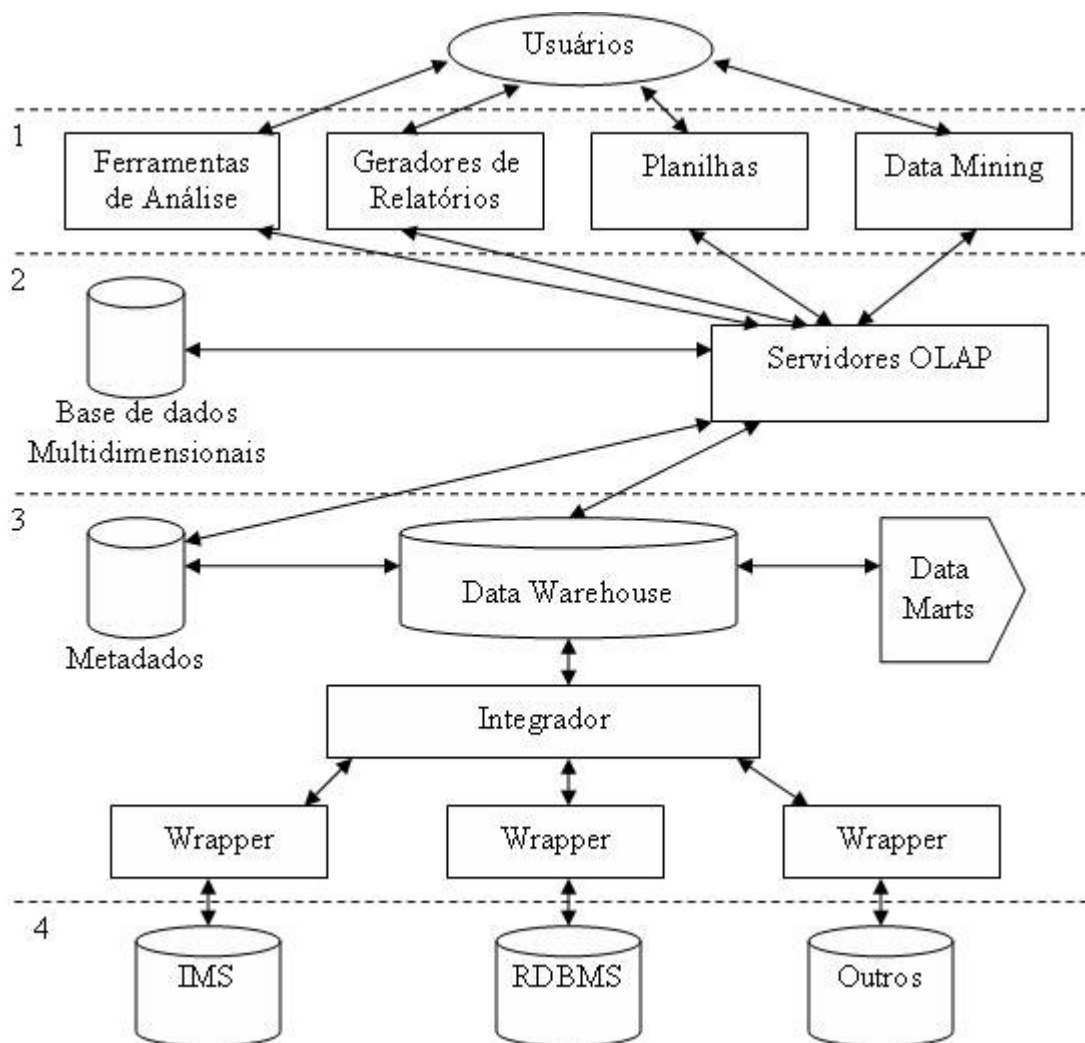 Usuários
1
Ferramentas
de Análise
Geradores de
Relatórios
Planilhas
Data Mining
2
Servidores OLAP
Base de dados
Multidimensionais
3
Metadados
Data Warehouse
Data
Marts
Integrador
Wrapper
Wrapper
Wrapper
4
IMS
RDBMS
Outros